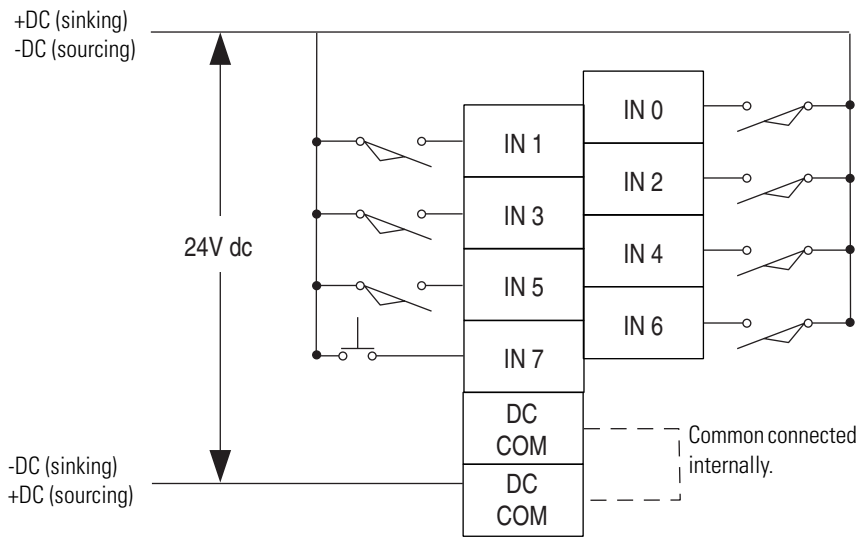 +DC (sinking)
-DC (sourcing)
IN 0
IN 1
IN 2
IN 3
24V dc
IN 4
IN 5
IN 6
IN 7
DC
COM
Common connected
internally.
-DC (sinking)
+DC (sourcing)
DC
COM